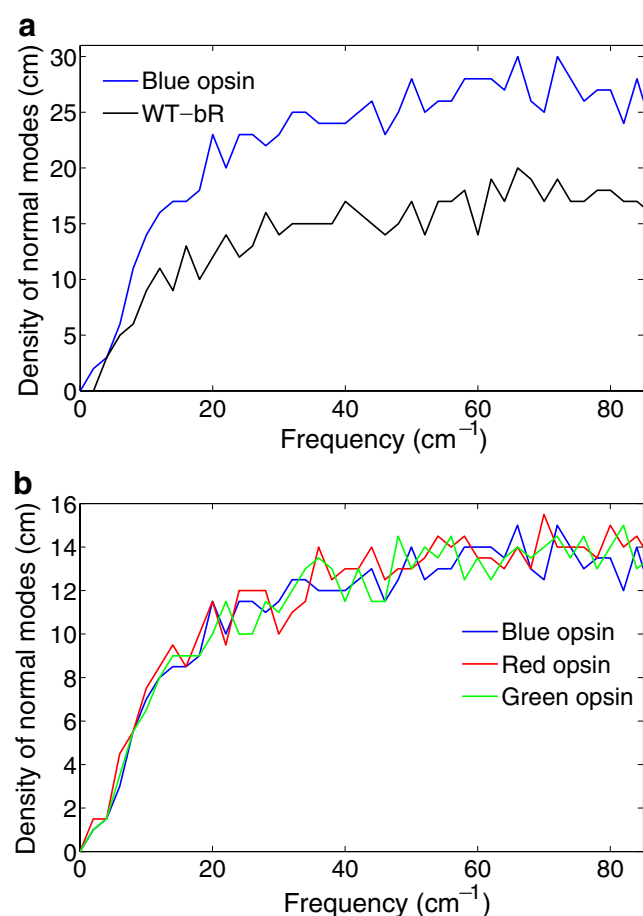 a
Density of normal modes (cm)
30
25
20
15
10
5
0
Blue opsin
WT−bR
0 20 40 60 80
Frequency (cm⁻¹)
b
Density of normal modes (cm)
16
14
12
10
8
6
4
2
0
Blue opsin
Red opsin
Green opsin
0 20 40 60 80
Frequency (cm⁻¹)